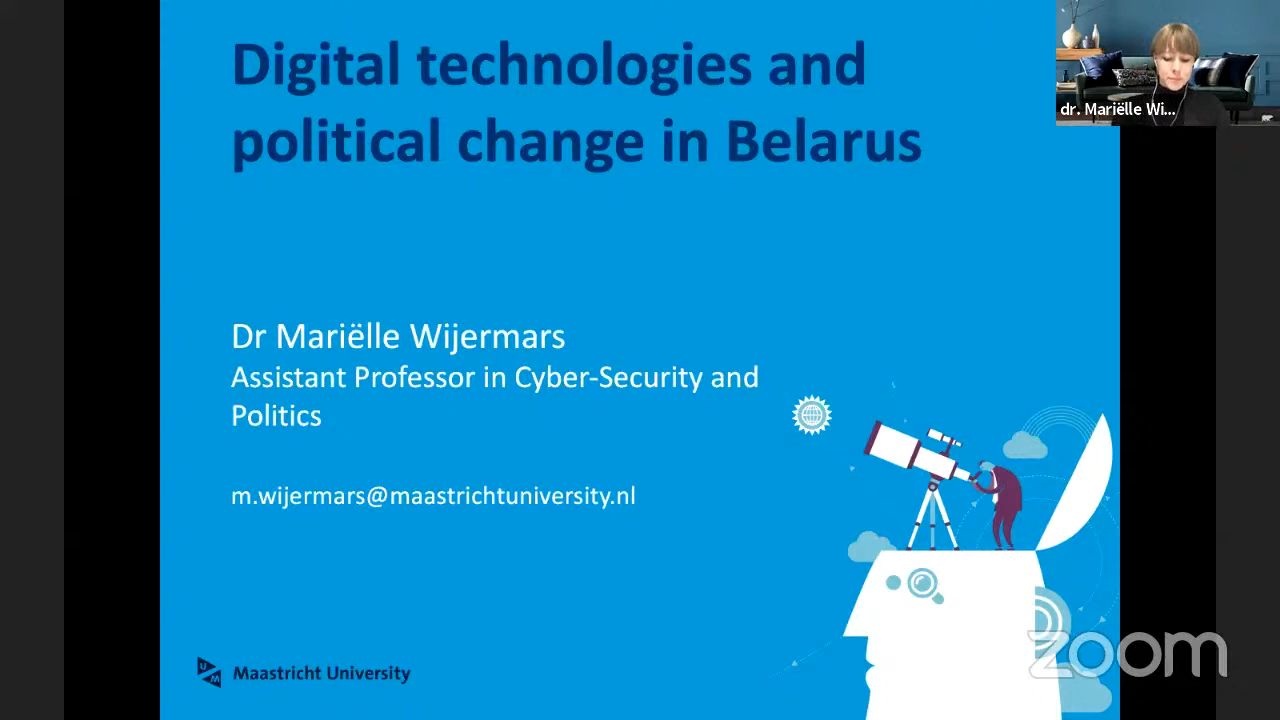 Digital technologies and
political change in Belarus
dr. Mariëlle Wi...
Dr Mariëlle Wijermars
Assistant Professor in Cyber-Security and
Politics
m.wijermars@maastrichtuniversity.nl
UM Maastricht University
zoom